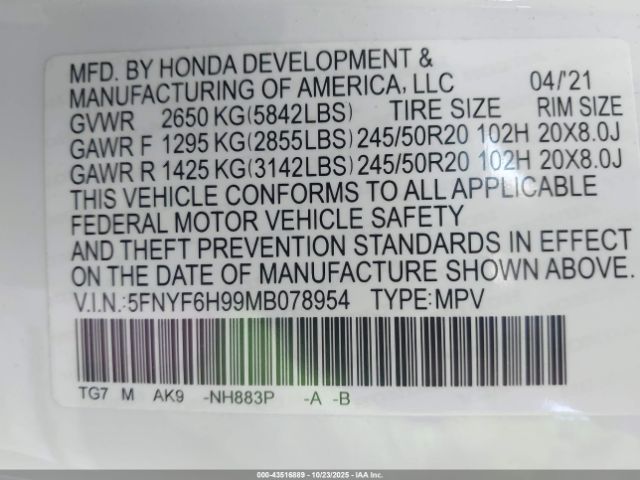 MFD. BY HONDA DEVELOPMENT &
MANUFACTURING OF AMERICA, LLC 04/'21
GVWR 2650 KG(5842LBS) TIRE SIZE RIM SIZE
GAWR F 1295 KG(2855LBS) 245/50R20 102H 20X8.0J
GAWR R 1425 KG(3142LBS) 245/50R20 102H 20X8.0J
THIS VEHICLE CONFORMS TO ALL APPLICABLE
FEDERAL MOTOR VEHICLE SAFETY
AND THEFT PREVENTION STANDARDS IN EFFECT
ON THE DATE OF MANUFACTURE SHOWN ABOVE.
V.I.N.:5FNYF6H99MB078954 TYPE:MPV
TG7 M AK9 -NH883P -A -B
000-43516889 - 10/23/2025 - IAAI Inc.